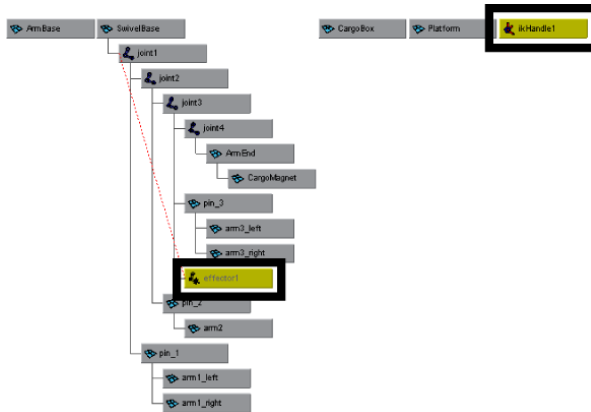 ArmBase SwivelBase CargoBox Platform ikHandle1
joint1
joint2
joint3
joint4
ArmEnd
CargoMagnet
pin_3
arm3_left
arm3_right
effector1
pin_2
arm2
pin_1
arm1_left
arm1_right